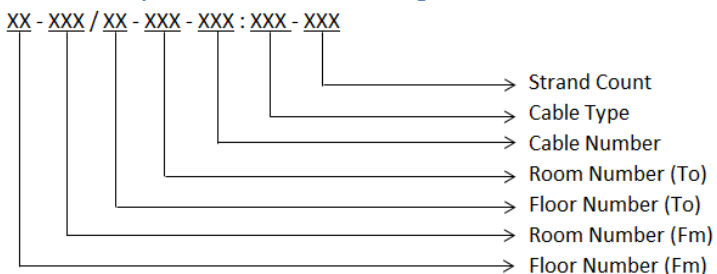 XX - XXX / XX - XXX - XXX : XXX - XXX
Strand Count
Cable Type
Cable Number
Room Number (To)
Floor Number (To)
Room Number (Fm)
Floor Number (Fm)